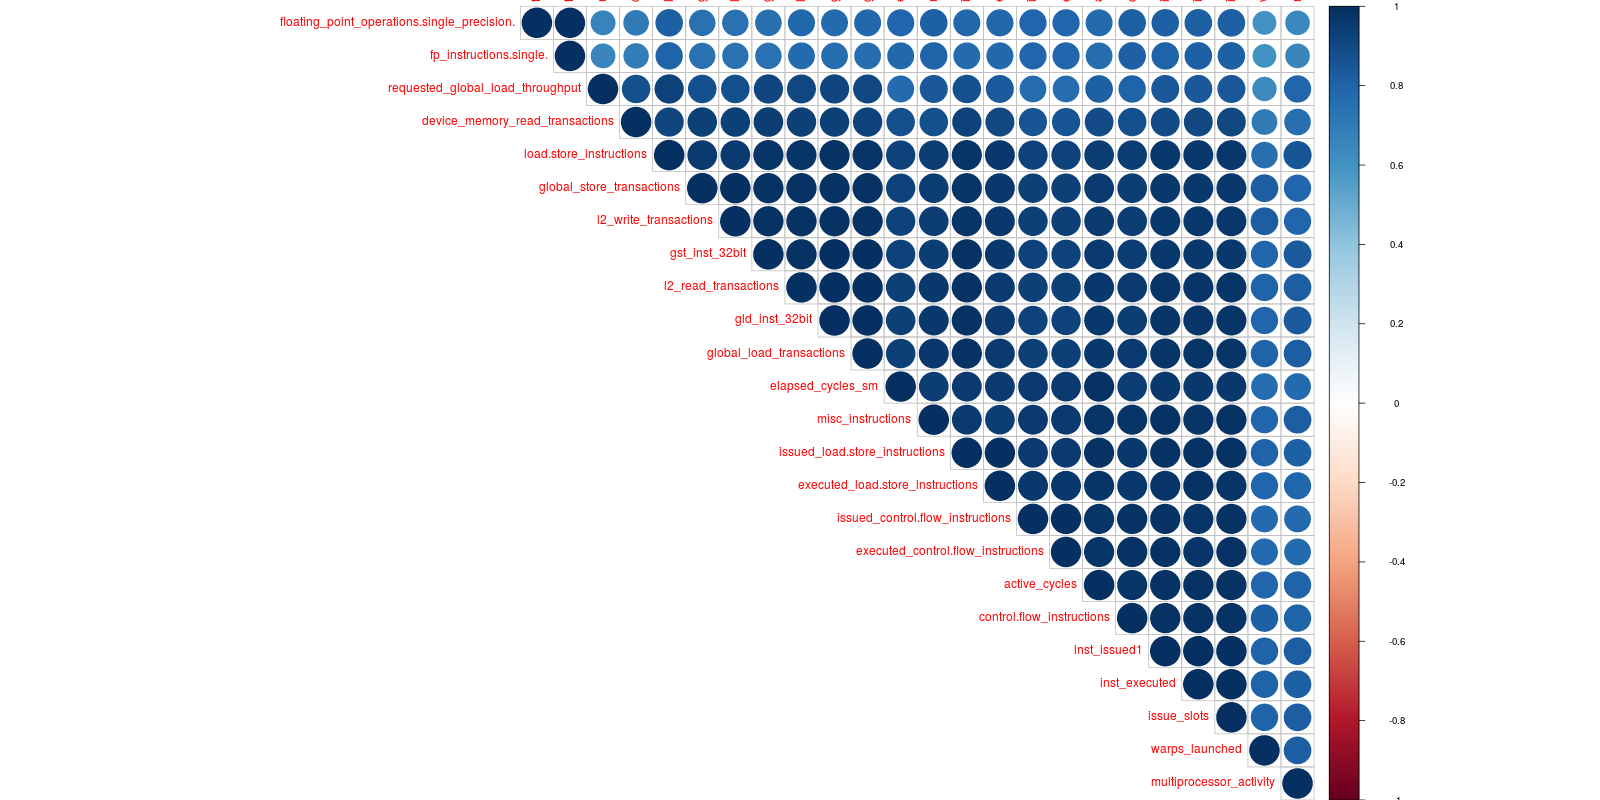 floating_point_operations.single_precision.
fp_instructions.single.
requested_global_load_throughput
device_memory_read_transactions
load.store_instructions
global_store_transactions
l2_write_transactions
gst_inst_32bit
l2_read_transactions
gld_inst_32bit
global_load_transactions
elapsed_cycles_sm
misc_instructions
issued_load.store_instructions
executed_load.store_instructions
issued_control.flow_instructions
executed_control.flow_instructions
active_cycles
control.flow_instructions
inst_issued1
inst_executed
issue_slots
warps_launched
multiprocessor_activity
1
0.8
0.6
0.4
0.2
0
-0.2
-0.4
-0.6
-0.8